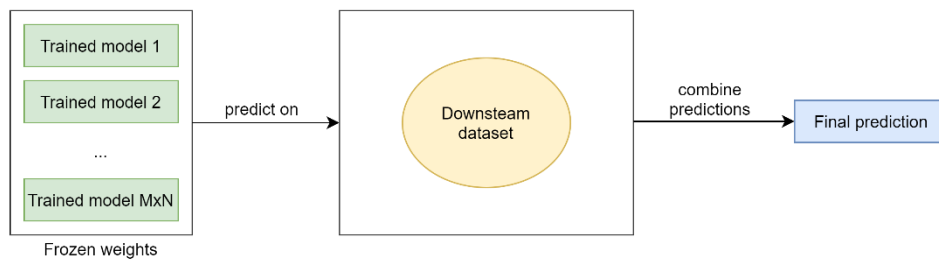 Trained model 1
Trained model 2
...
Trained model MxN
Frozen weights
predict on
Downsteam
dataset
combine
predictions
Final prediction